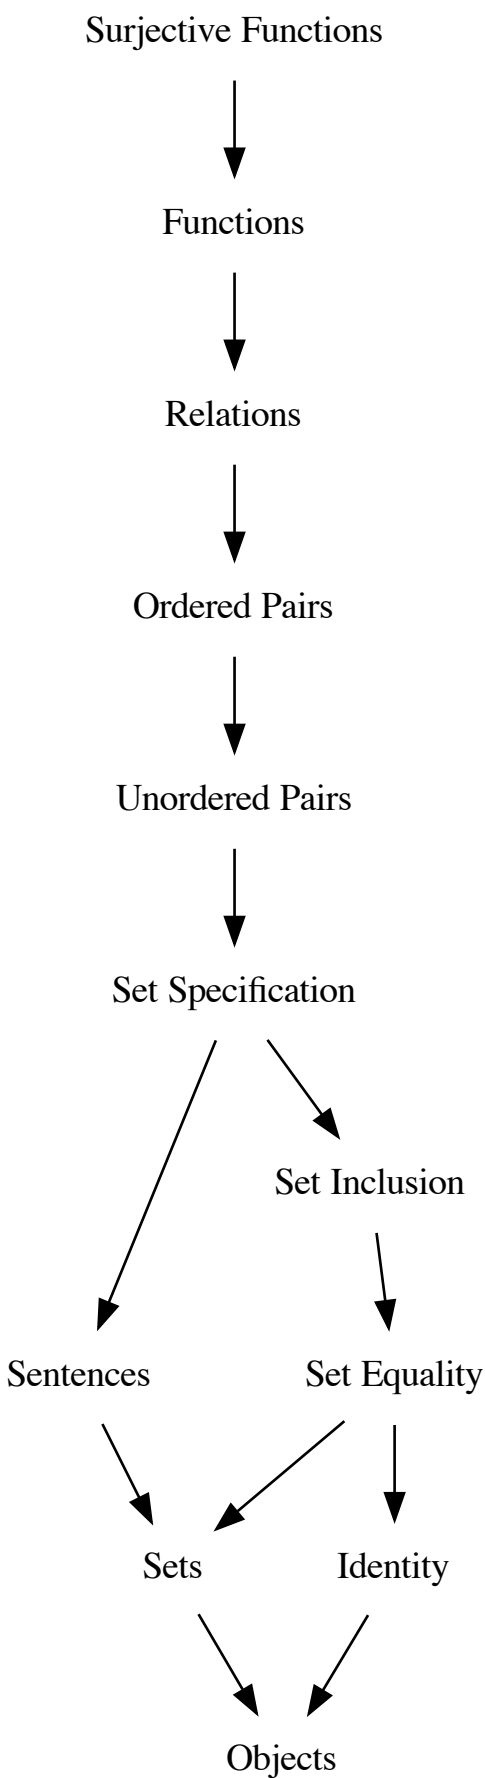 Surjective Functions
Functions
Relations
Ordered Pairs
Unordered Pairs
Set Specification
Set Inclusion
Sentences
Set Equality
Sets
Identity
Objects